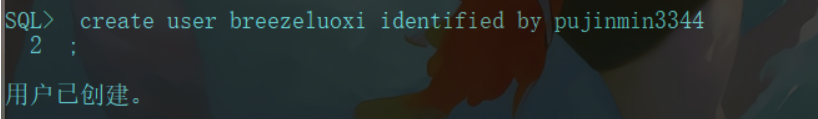 SQL>  create user breezeluoxi identified by pujinmin3344
  2  ;
用户已创建。